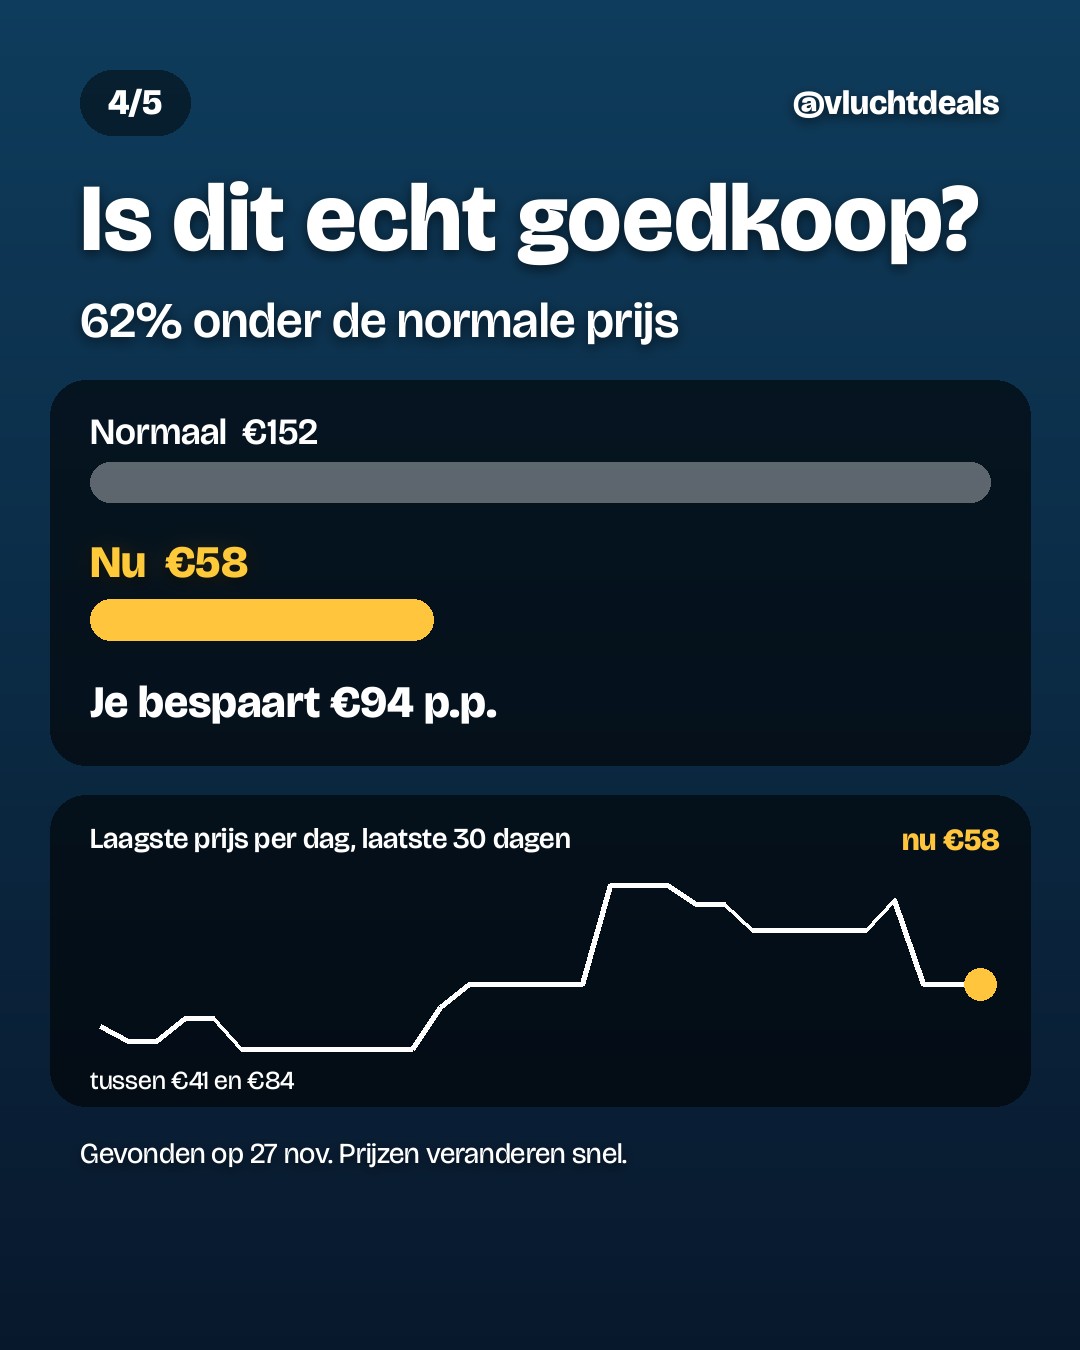 4/5
@vluchtdeals
Is dit echt goedkoop?
62% onder de normale prijs
Normaal €152
Nu €58
Je bespaart €94 p.p.
Laagste prijs per dag, laatste 30 dagen
nu €58
tussen €41 en €84
Gevonden op 27 nov. Prijzen veranderen snel.